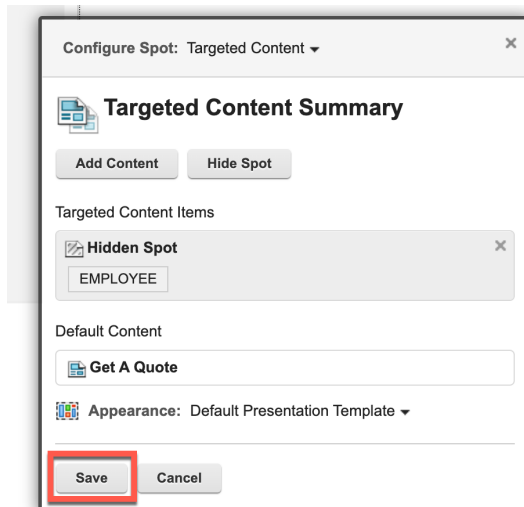 Configure Spot: Targeted Content
Targeted Content Summary
Add Content Hide Spot
Targeted Content Items
Hidden Spot
EMPLOYEE
Default Content
Get A Quote
Appearance: Default Presentation Template
Save Cancel